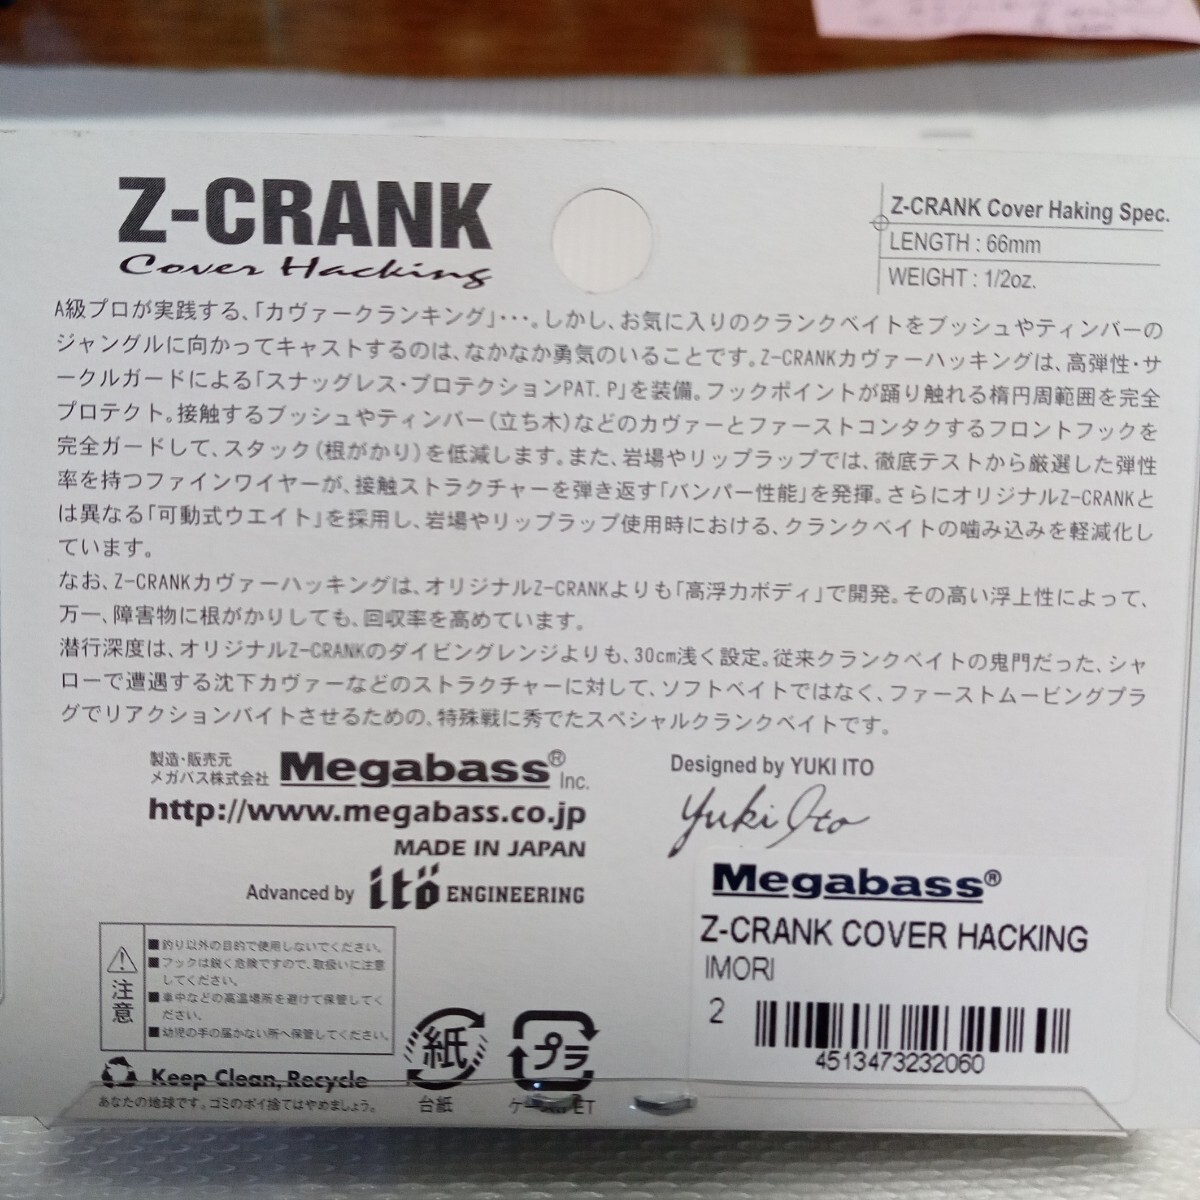 Z-CRANK
Cover Hacking
Z-CRANK Cover Haking Spec.
LENGTH : 66mm
WEIGHT : 1/2oz.
A級プロが実践する、「カヴァークランキング」・・・。しかし、お気に入りのクランクベイトをブッシュやティンバーの
ジャングルに向かってキャストするのは、なかなか勇気のいることです。Z-CRANKカヴァーハッキングは、高弾性・サ
ークルガードによる「スナッグレス・プロテクションPAT.P」を装備。フックポイントが踊り触れる楕円周範囲を完全
プロテクト。接触するブッシュやティンバー(立ち木)などのカヴァーとファーストコンタクするフロントフックを
完全ガードして、スタック(根がかり)を低減します。また、岩場やリップラップでは、徹底テストから厳選した弾性
率を持つファインワイヤーが、接触ストラクチャーを弾き返す「バンパー性能」を発揮。さらにオリジナルZ-CRANKと
は異なる「可動式ウエイト」を採用し、岩場やリップラップ使用時における、クランクベイトの噛み込みを軽減化し
ています。
なお、Z-CRANKカヴァーハッキングは、オリジナルZ-CRANKよりも「高浮力ボディ」で開発。その高い浮上性によって、
万一、障害物に根がかりしても、回収率を高めています。
潜行深度は、オリジナルZ-CRANKのダイビングレンジよりも、30cm浅く設定。従来クランクベイトの鬼門だった、シャ
ローで遭遇する沈下カヴァーなどのストラクチャーに対して、ソフトベイトではなく、ファーストムービングプラ
グでリアクションバイトさせるための、特殊戦に秀でたスペシャルクランクベイトです。
製造・販売元
メガバス株式会社
Megabass® Inc.
http://www.megabass.co.jp
MADE IN JAPAN
Advanced by itö ENGINEERING
Designed by YUKI ITO
Yuki Ito
Megabass®
Z-CRANK COVER HACKING
IMORI
2
4513473232060
注意
■釣り以外の目的で使用しないでください。
■フックは鋭く危険ですので、取扱いに注意
してください。
■車中などの高温場所を避けて保管してく
ださい。
■幼児の手の届かない所へ保管してください。
Keep Clean, Recycle
あなたの地球です。ゴミのポイ捨てはやめましょう。
紙
台紙
プラ